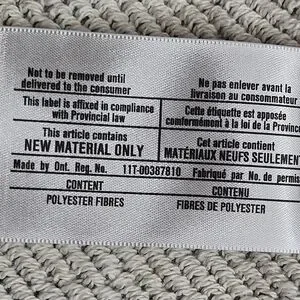 Not to be removed until
delivered to the consumer
Ne pas enlever avant la
livraison au consommateur
This label is affixed in compliance
with Provincial law
Cette étiquette est apposée
conformément à la loi de la Provinc
This article contains
NEW MATERIAL ONLY
Cet article contient
MATÉRIAUX NEUFS SEULEMENT
Made by Ont. Reg. No. 11T-00387810 Fabriqué par No. de permis
CONTENT
CONTENU
POLYESTER FIBRES
FIBRES DE POLYESTER